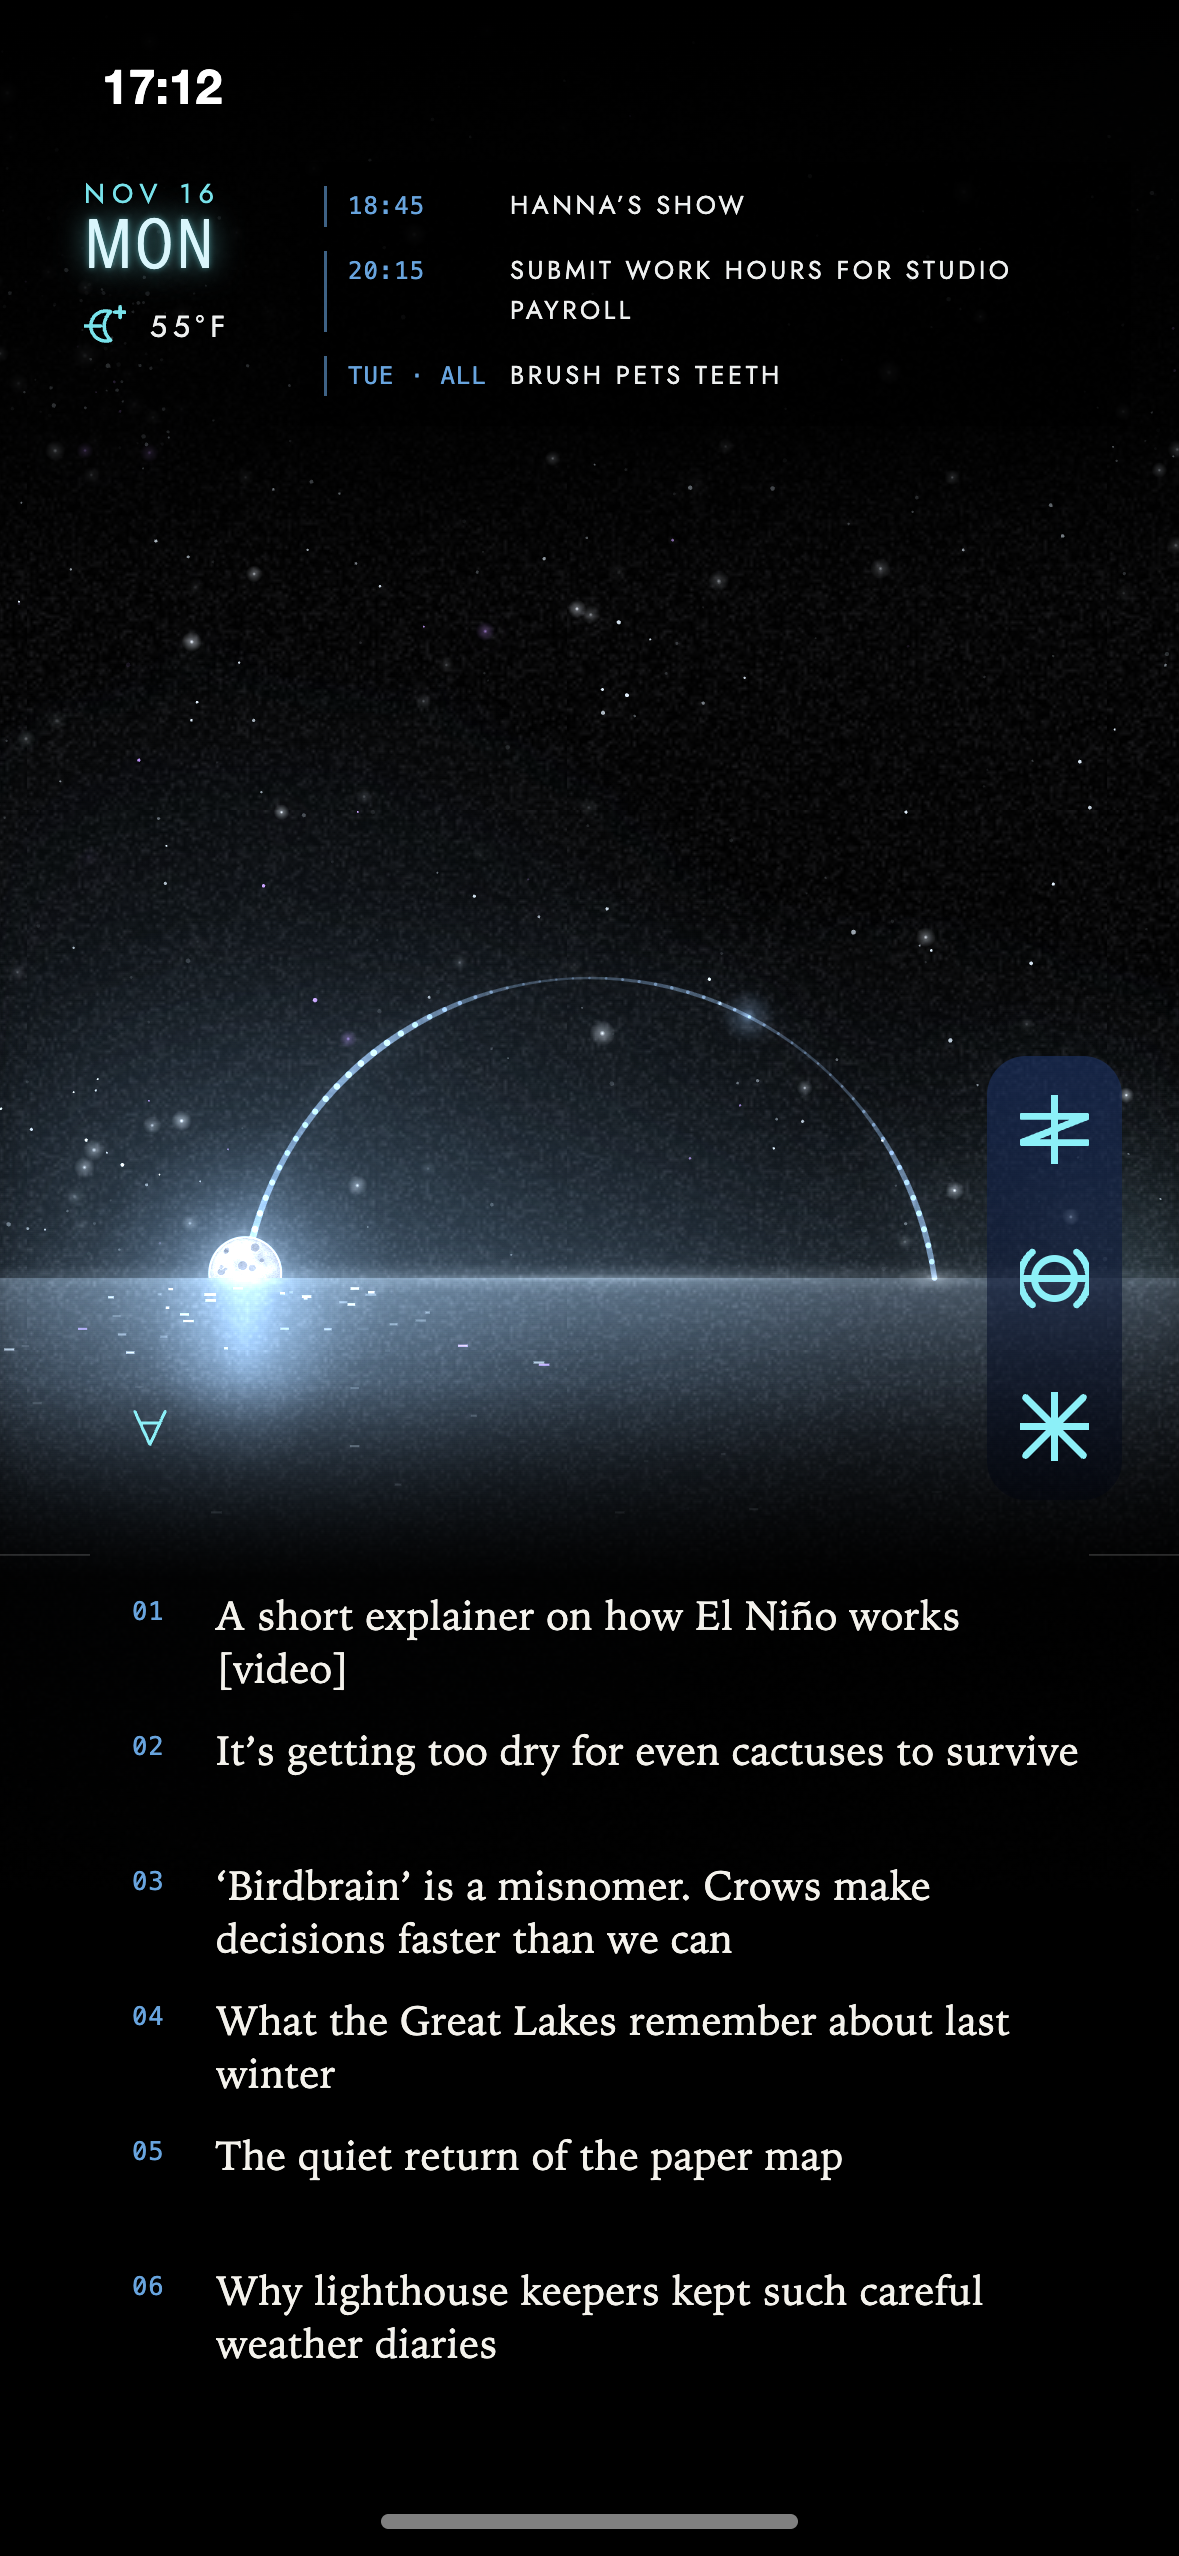 17:12
NOV 16
MON
55°F
18:45 HANNA’S SHOW
20:15 SUBMIT WORK HOURS FOR STUDIO
PAYROLL
TUE · ALL BRUSH PETS TEETH
∀
01 A short explainer on how El Niño works
[video]
02 It’s getting too dry for even cactuses to survive
03 ‘Birdbrain’ is a misnomer. Crows make
decisions faster than we can
04 What the Great Lakes remember about last
winter
05 The quiet return of the paper map
06 Why lighthouse keepers kept such careful
weather diaries